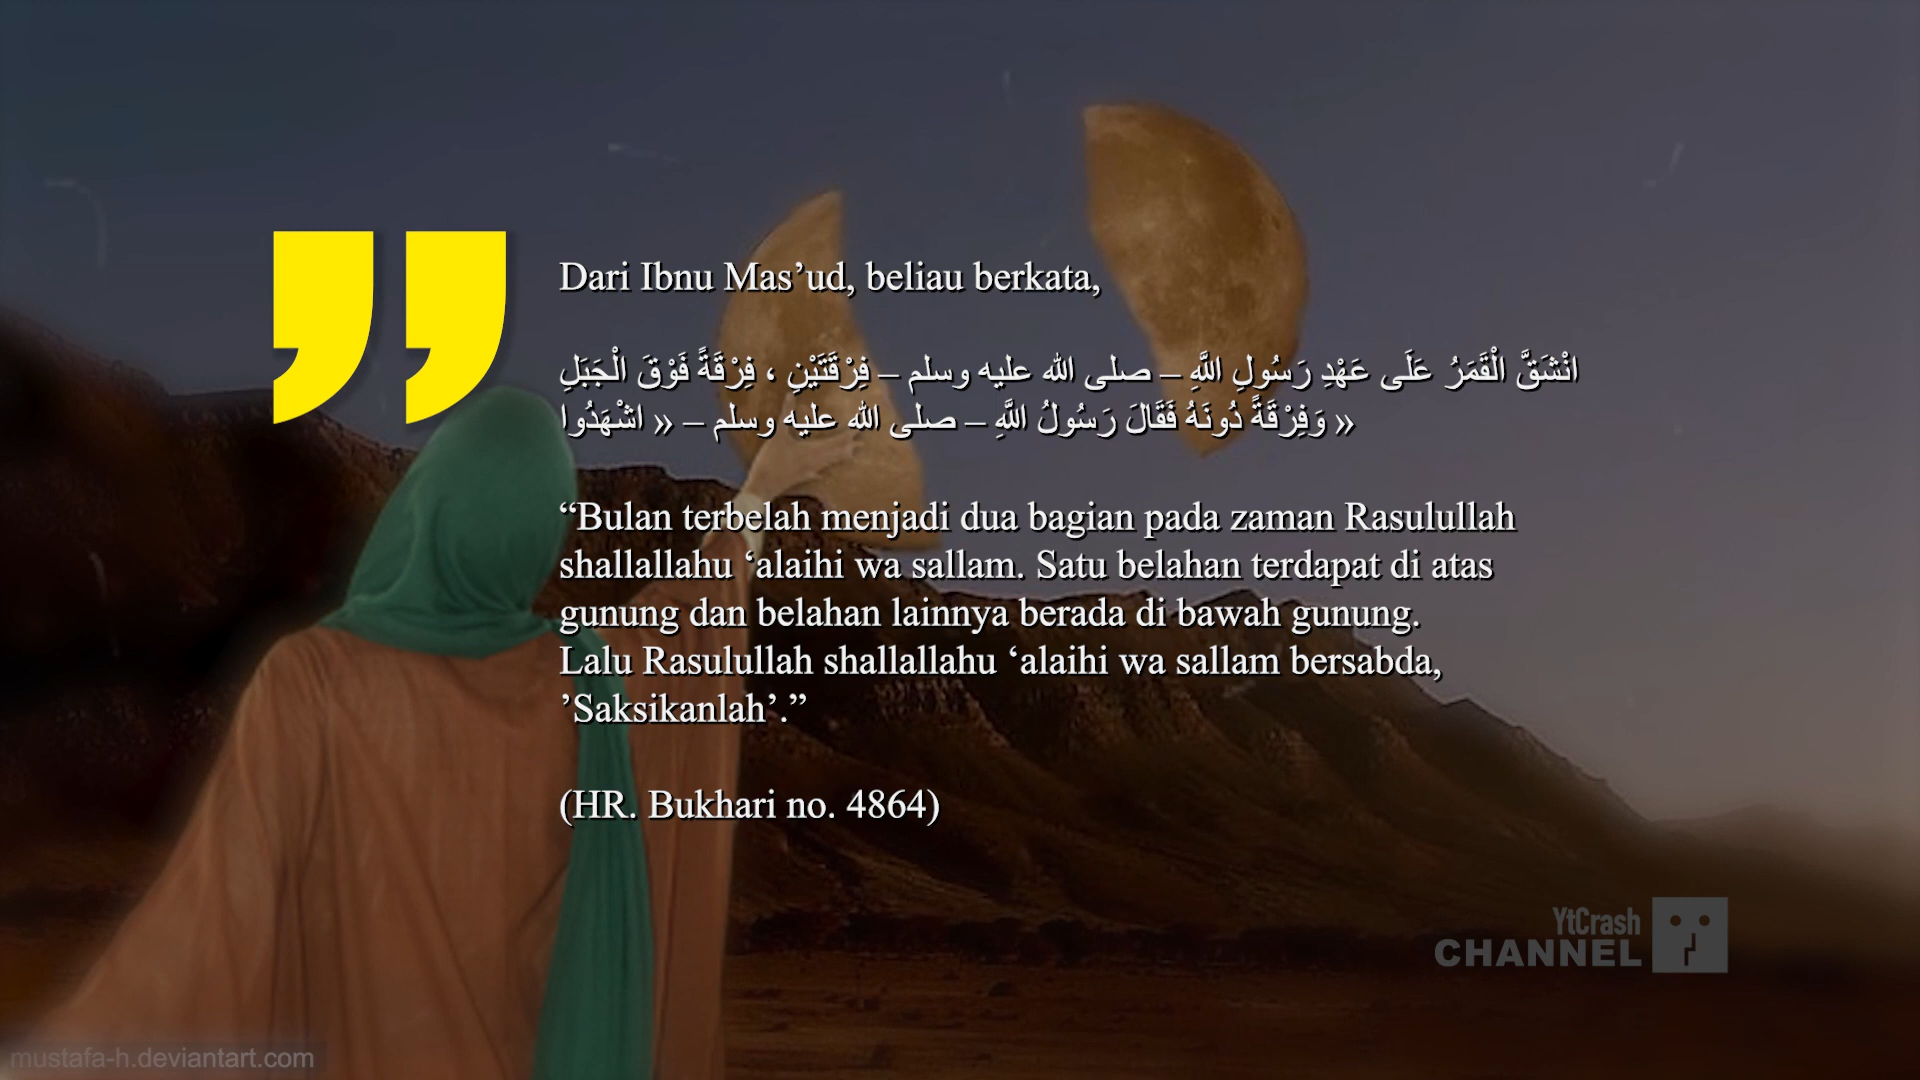 Dari Ibnu Mas’ud, beliau berkata,
انْشَقَّ الْقَمَرُ عَلَى عَهْدِ رَسُولِ اللَّهِ – صلى الله عليه وسلم – فِرْقَتَيْنِ ، فِرْقَةً فَوْقَ الْجَبَلِ
« وَفِرْقَةً دُونَهُ فَقَالَ رَسُولُ اللَّهِ – صلى الله عليه وسلم – « اشْهَدُوا
“Bulan terbelah menjadi dua bagian pada zaman Rasulullah
shallallahu ‘alaihi wa sallam. Satu belahan terdapat di atas
gunung dan belahan lainnya berada di bawah gunung.
Lalu Rasulullah shallallahu ‘alaihi wa sallam bersabda,
’Saksikanlah’.”
(HR. Bukhari no. 4864)
YtCrash
CHANNEL
mustafa-h.deviantart.com